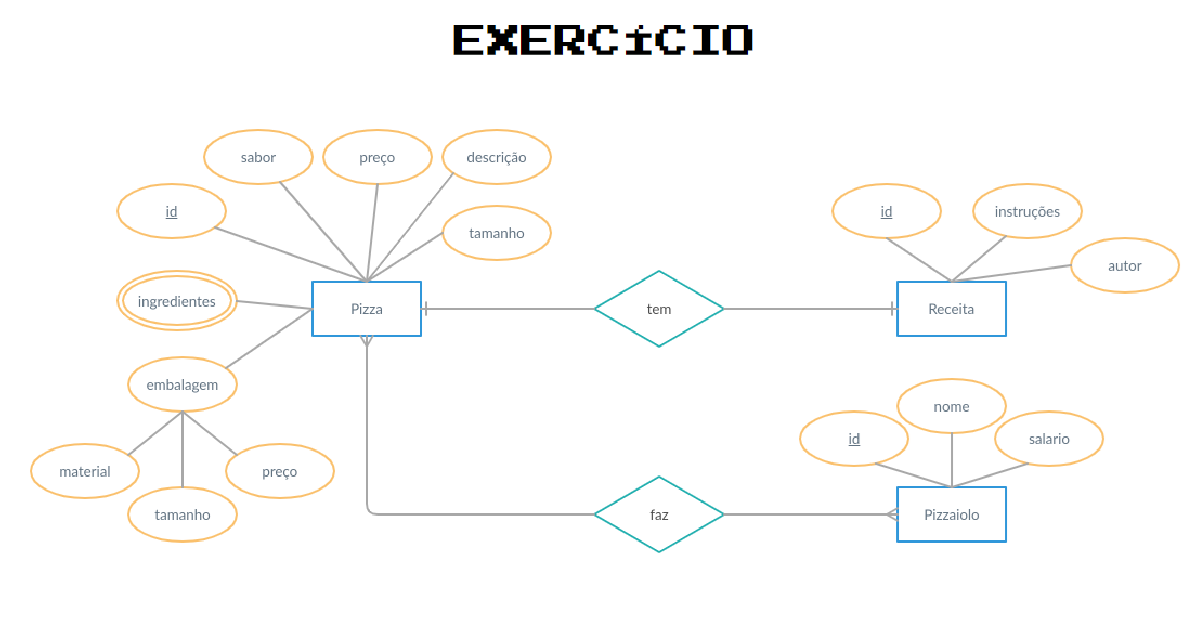 EXERCíCIO
sabor
preço
descrição
id
tamanho
id
instruções
autor
ingredientes
Pizza
tem
Receita
embalagem
nome
id
salario
material
preço
tamanho
faz
Pizzaiolo